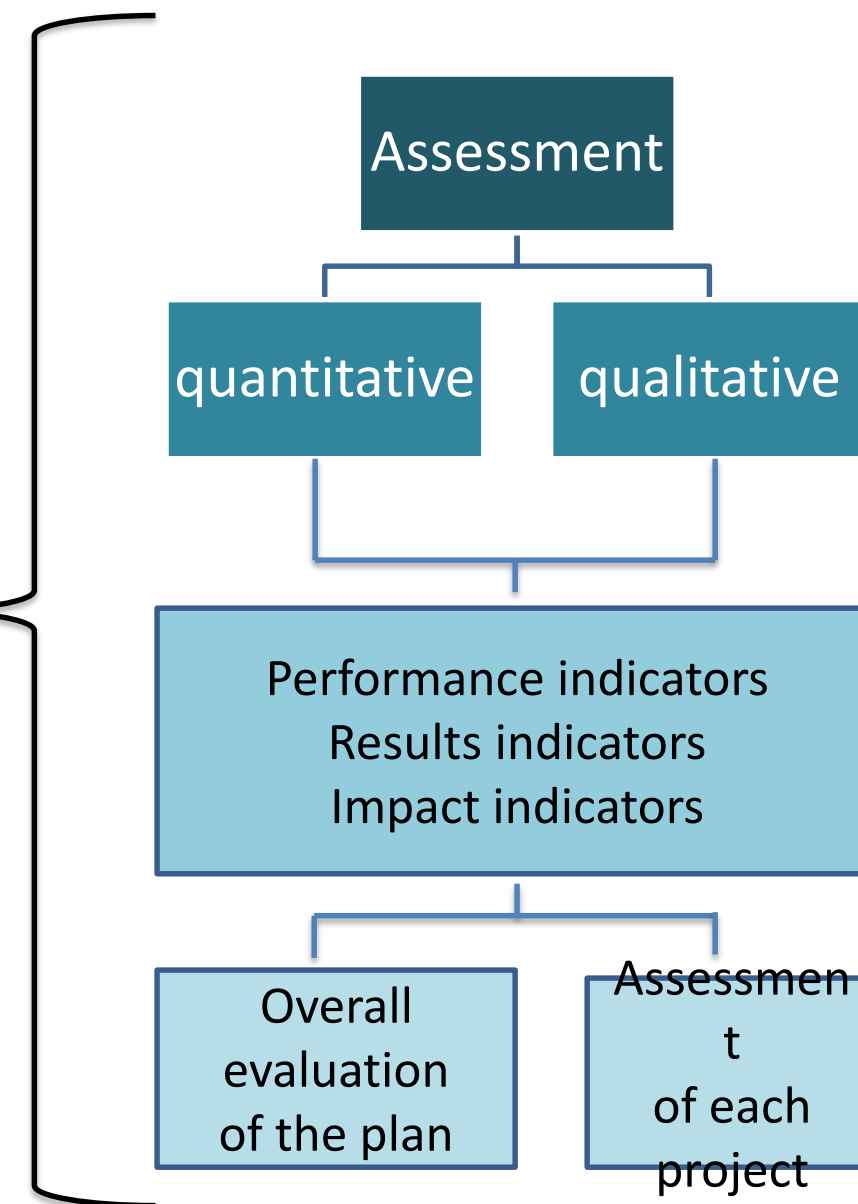 Assessment
quantitative
qualitative
Performance indicators
Results indicators
Impact indicators
Overall
evaluation
of the plan
Assessmen
t
of each
project